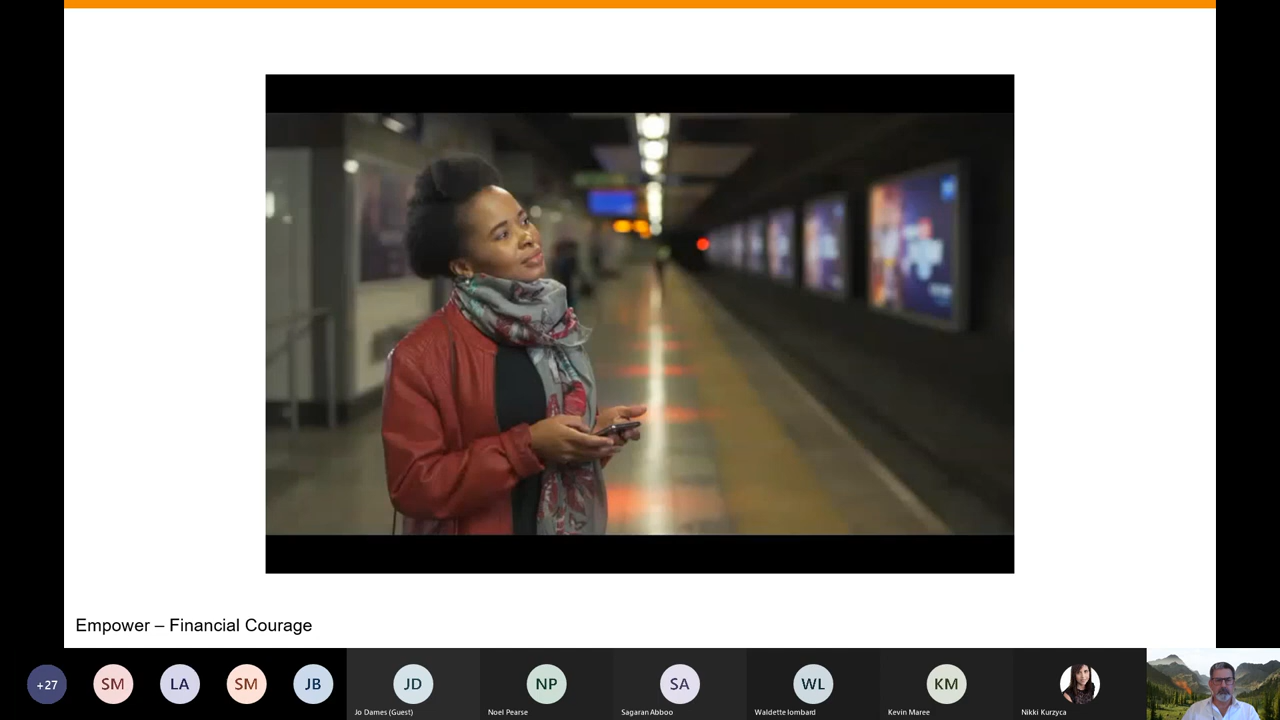 Empower – Financial Courage
+27
SM
LA
SM
JB
JD
NP
SA
WL
KM
Jo Dames (Guest)
Noel Pearse
Sagaran Abboo
Waldette lombard
Kevin Maree
Nikki Kurzyca